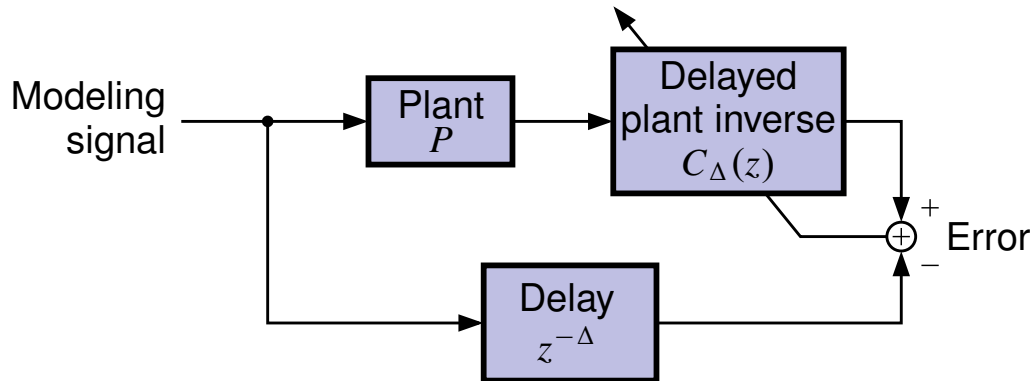 Modeling
signal
Plant
P
Delayed
plant inverse
C_Δ(z)
+
+
−
Error
Delay
z^{−Δ}